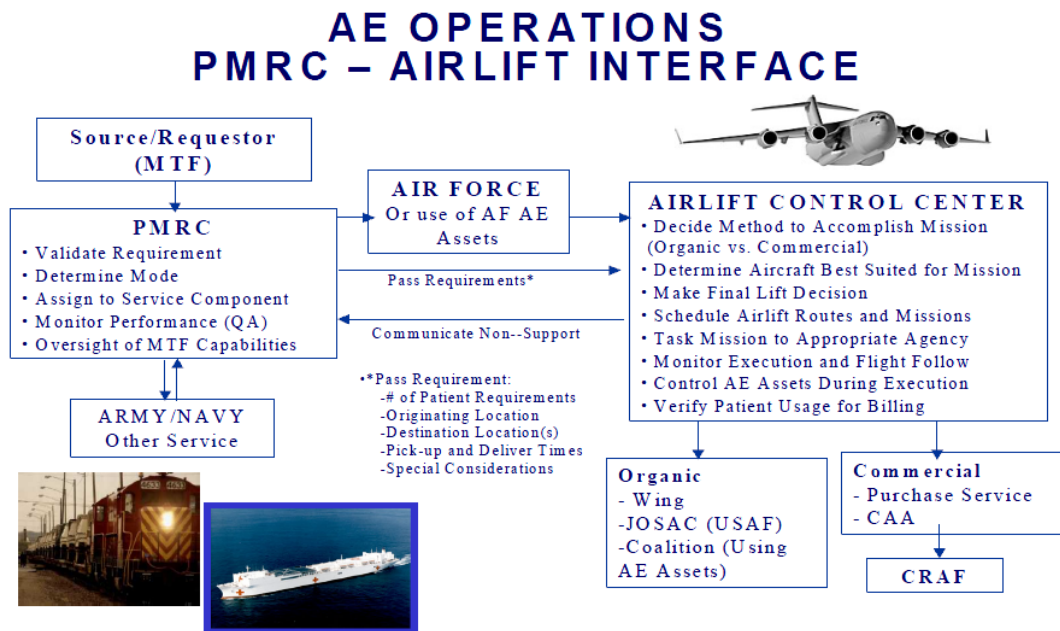 AE OPERATIONS
PMRC – AIRLIFT INTERFACE
Source/Requestor
(MTF)
PMRC
• Validate Requirement
• Determine Mode
• Assign to Service Component
• Monitor Performance (QA)
• Oversight of MTF Capabilities
ARMY/NAVY
Other Service
AIR FORCE
Or use of AF AE
Assets
Pass Requirements*
Communicate Non--Support
•*Pass Requirement:
-# of Patient Requirements
-Originating Location
-Destination Location(s)
-Pick-up and Deliver Times
-Special Considerations
AIRLIFT CONTROL CENTER
• Decide Method to Accomplish Mission
(Organic vs. Commercial)
• Determine Aircraft Best Suited for Mission
• Make Final Lift Decision
• Schedule Airlift Routes and Missions
• Task Mission to Appropriate Agency
• Monitor Execution and Flight Follow
• Control AE Assets During Execution
• Verify Patient Usage for Billing
Organic
- Wing
- JOSAC (USAF)
- Coalition (Using
AE Assets)
Commercial
- Purchase Service
- CAA
CRAF
4633